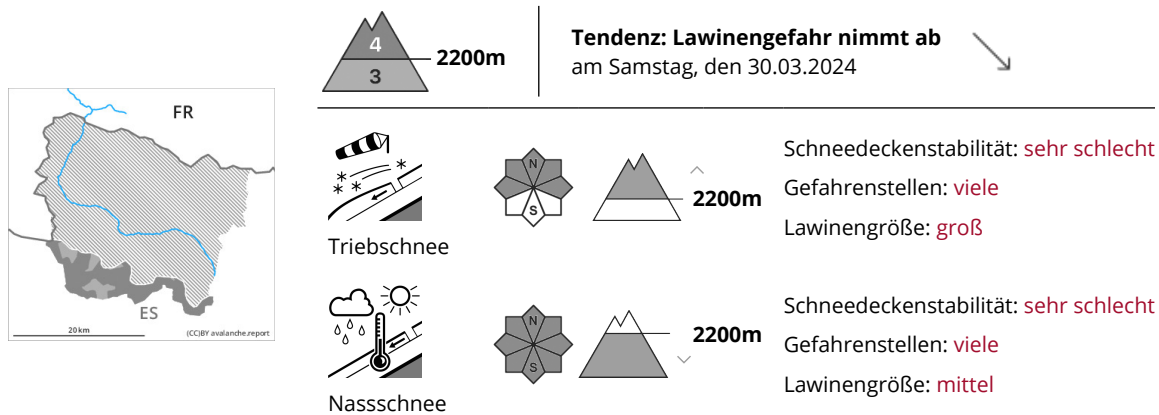 4
3
2200m
Tendenz: Lawinengefahr nimmt ab
am Samstag, den 30.03.2024
FR
ES
20 km
(CC)BY avalanche.report
Triebschnee
N
S
2200m
Schneedeckenstabilität: sehr schlecht
Gefahrenstellen: viele
Lawinengröße: groß
Nassschnee
N
S
2200m
Schneedeckenstabilität: sehr schlecht
Gefahrenstellen: viele
Lawinengröße: mittel